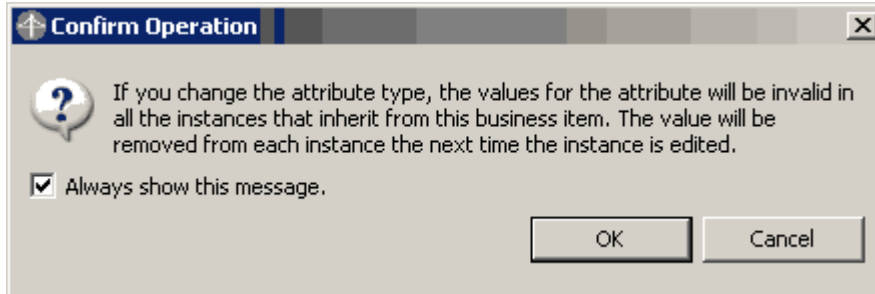 Confirm Operation
If you change the attribute type, the values for the attribute will be invalid in
all the instances that inherit from this business item. The value will be
removed from each instance the next time the instance is edited.
Always show this message.
OK Cancel